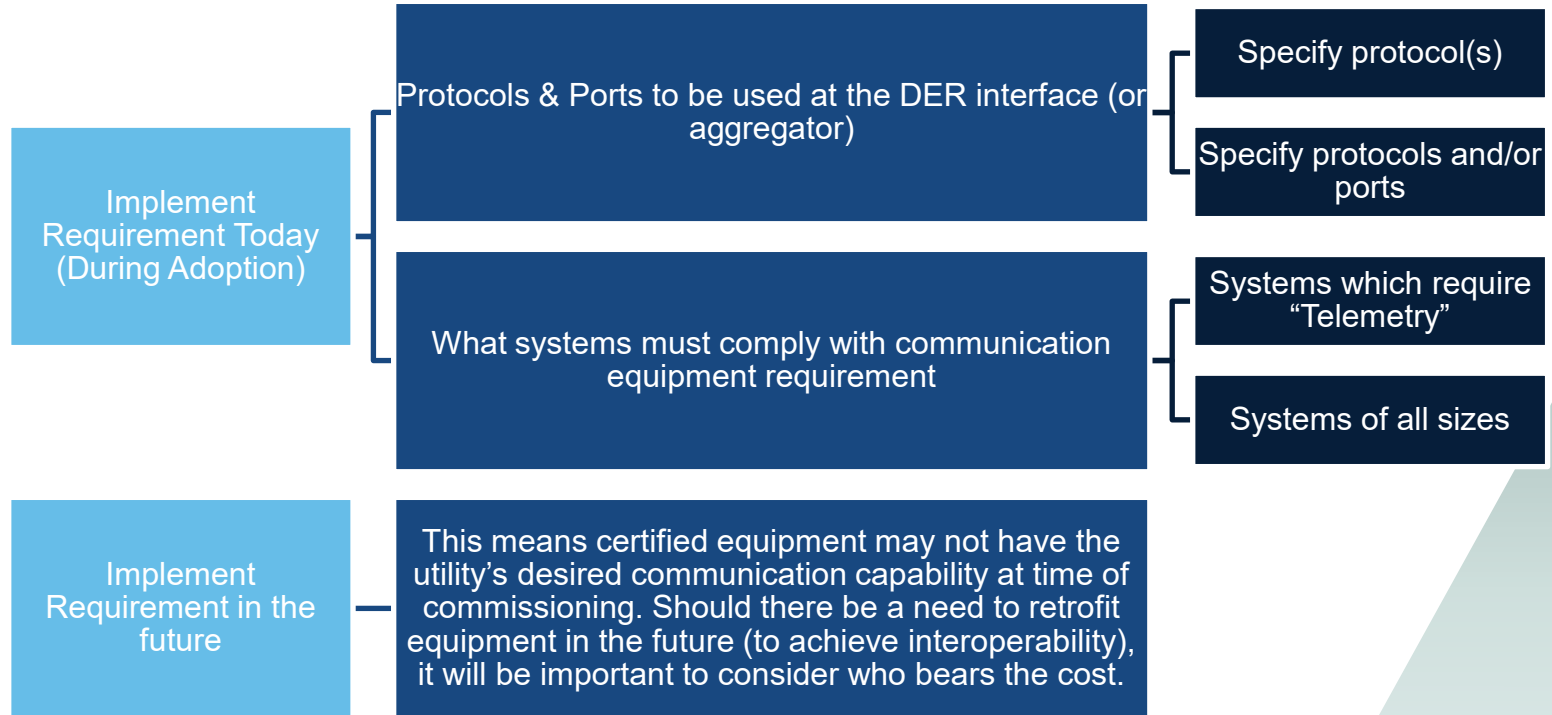 Implement
Requirement Today
(During Adoption)
Protocols & Ports to be used at the DER interface (or
aggregator)
Specify protocol(s)
Specify protocols and/or
ports
What systems must comply with communication
equipment requirement
Systems which require
“Telemetry”
Systems of all sizes
Implement
Requirement in the
future
This means certified equipment may not have the
utility’s desired communication capability at time of
commissioning. Should there be a need to retrofit
equipment in the future (to achieve interoperability),
it will be important to consider who bears the cost.